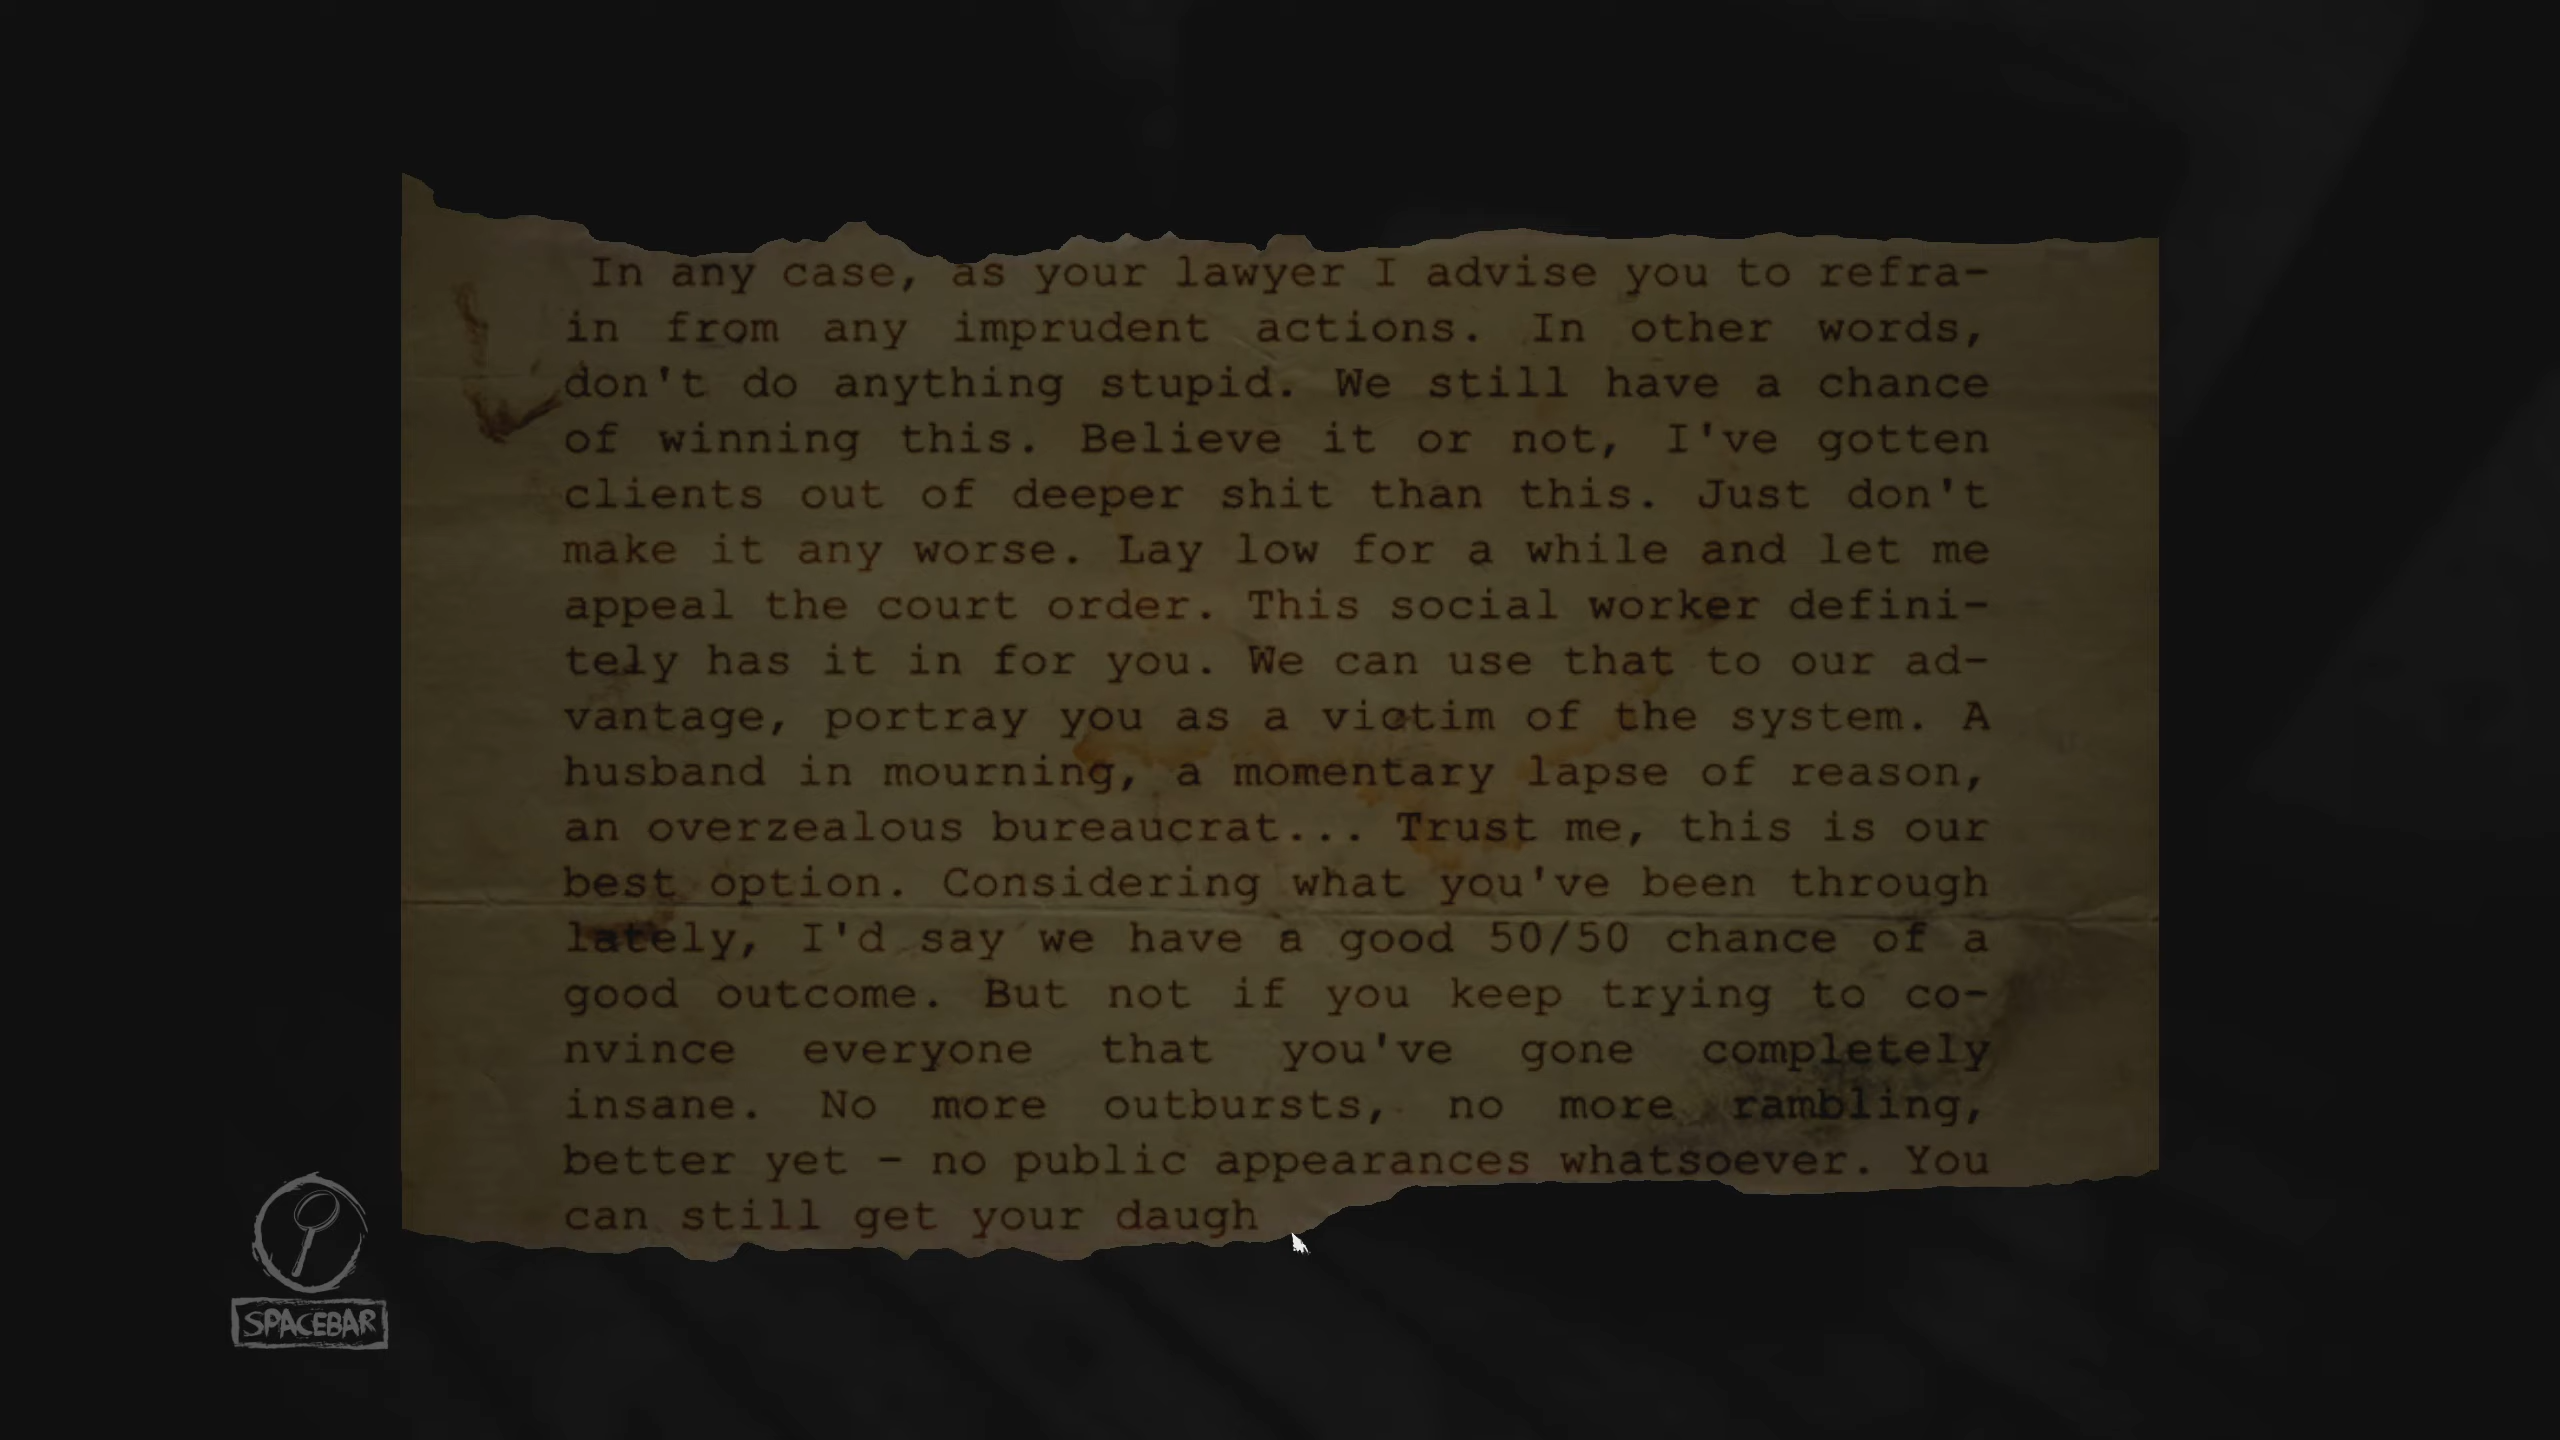 In any case, as your lawyer I advise you to refra-
in from any imprudent actions. In other words,
don't do anything stupid. We still have a chance
of winning this. Believe it or not, I've gotten
clients out of deeper shit than this. Just don't
make it any worse. Lay low for a while and let me
appeal the court order. This social worker defini-
tely has it in for you. We can use that to our ad-
vantage, portray you as a victim of the system. A
husband in mourning, a momentary lapse of reason,
an overzealous bureaucrat... Trust me, this is our
best option. Considering what you've been through
lately, I'd say we have a good 50/50 chance of a
good outcome. But not if you keep trying to co-
nvince everyone that you've gone completely
insane. No more outbursts, no more rambling,
better yet - no public appearances whatsoever. You
can still get your daugh
SPACEBAR